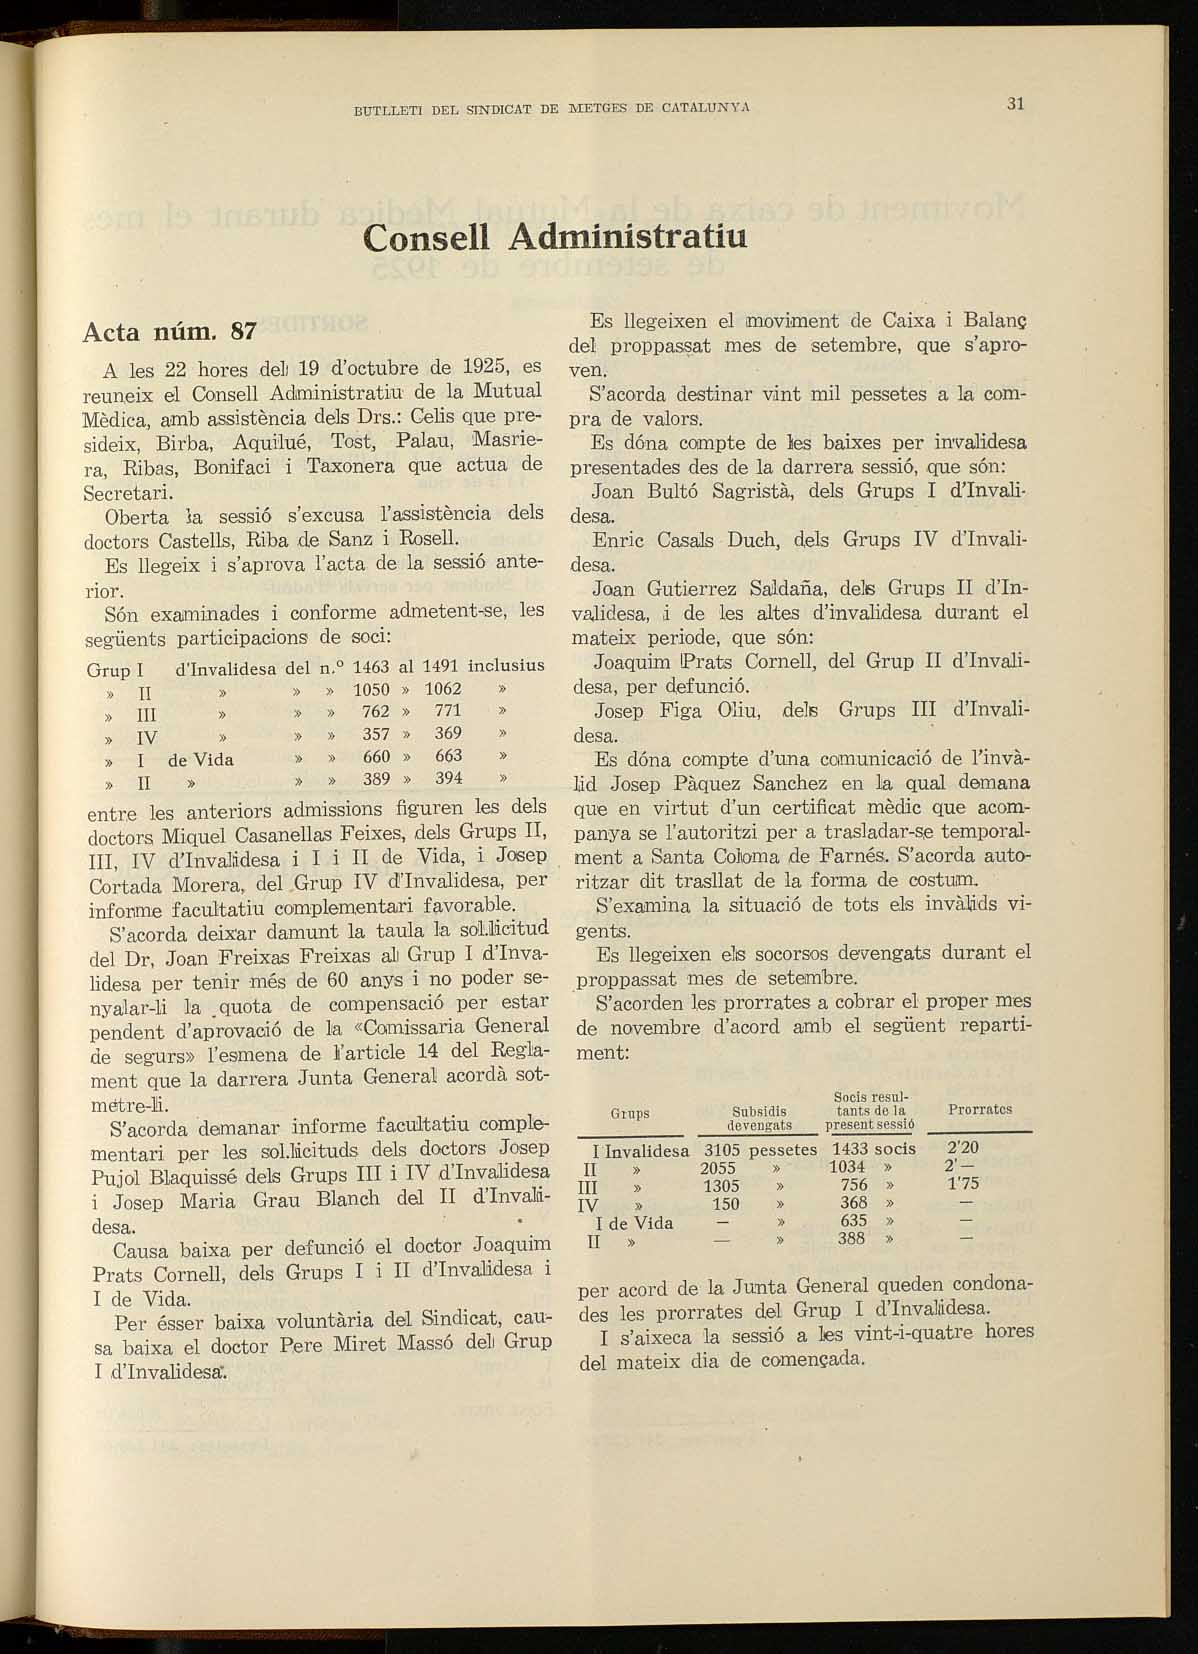 BUTLLETI DEL SINDICAT DE METGES DE CATALUNYA
31
Consell Administratiu
Acta núm. 87
A les 22 hores del 19 d'octubre de 1925, es
reuneix el Consell Administratiu de la Mutual
Mèdica, amb assistència dels Drs.: Celis que pre-
sideix, Birba, Aquilué, Tost, Palau, Masrie-
ra, Ribas, Bonifaci i Taxonera que actua de
Secretari.
Oberta la sessió s'excusa l'assistència dels
doctors Castells, Riba de Sanz i Rosell.
Es llegeix i s'aprova l'acta de la sessió ante-
rior.
Són examinades i conforme admetent-se, les
següents participacions de soci:
Grup I d'Invalidesa del n.º 1463 al 1491 inclusius
» II » » » 1050 » 1062 »
» III » » » 762 » 771 »
» IV » » » 357 » 369 »
» I de Vida » » 660 » 663 »
» II » » » 389 » 394 »
entre les anteriors admissions figuren les dels
doctors Miquel Casanellas Feixes, dels Grups II,
III, IV d'Invalidesa i I i II de Vida, i Josep
Cortada Morera, del Grup IV d'Invalidesa, per
informe facultatiu complementari favorable.
S'acorda deixar damunt la taula la sol.licitud
del Dr, Joan Freixas Freixas al Grup I d'Inva-
lidesa per tenir més de 60 anys i no poder se-
nyalar-li la quota de compensació per estar
pendent d'aprovació de la «Comissaria General
de segurs» l'esmena de l'article 14 del Regla-
ment que la darrera Junta General acordà sot-
metre-li.
S'acorda demanar informe facultatiu comple-
mentari per les sol.licituds dels doctors Josep
Pujol Blaquissé dels Grups III i IV d'Invalidesa
i Josep Maria Grau Blanch del II d'Invali-
desa.
Causa baixa per defunció el doctor Joaquim
Prats Cornell, dels Grups I i II d'Invalidesa i
I de Vida.
Per ésser baixa voluntària del Sindicat, cau-
sa baixa el doctor Pere Miret Massó del Grup
I d'Invalidesa.
Es llegeixen el moviment de Caixa i Balanç
del proppassat mes de setembre, que s'apro-
ven.
S'acorda destinar vint mil pessetes a la com-
pra de valors.
Es dóna compte de les baixes per invalidesa
presentades des de la darrera sessió, que són:
Joan Bultó Sagristà, dels Grups I d'Invali-
desa.
Enric Casals Duch, dels Grups IV d'Invali-
desa.
Joan Gutierrez Saldaña, dels Grups II d'In-
validesa, i de les altes d'invalidesa durant el
mateix periode, que són:
Joaquim Prats Cornell, del Grup II d'Invali-
desa, per defunció.
Josep Figa Oliu, dels Grups III d'Invali-
desa.
Es dóna compte d'una comunicació de l'invà-
lid Josep Pàquez Sanchez en la qual demana
que en virtut d'un certificat mèdic que acom-
panya se l'autoritzi per a traslladar-se temporal-
ment a Santa Coloma de Farnés. S'acorda auto-
ritzar dit trasllat de la forma de costum.
S'examina la situació de tots els invàlids vi-
gents.
Es llegeixen els socorsos devengats durant el
proppassat mes de setembre.
S'acorden les prorrates a cobrar el proper mes
de novembre d'acord amb el següent reparti-
ment:
Grups Subsidis devengats Socis resul-tants de la present sessió Prorrates
I Invalidesa 3105 pessetes 1433 socis 2'20
II » 2055 » 1034 » 2'—
III » 1305 » 756 » 1'75
IV » 150 » 368 » —
I de Vida — » 635 » —
II » — » 388 » —
per acord de la Junta General queden condona-
des les prorrates del Grup I d'Invalidesa.
I s'aixeca la sessió a les vint-i-quatre hores
del mateix dia de començada.